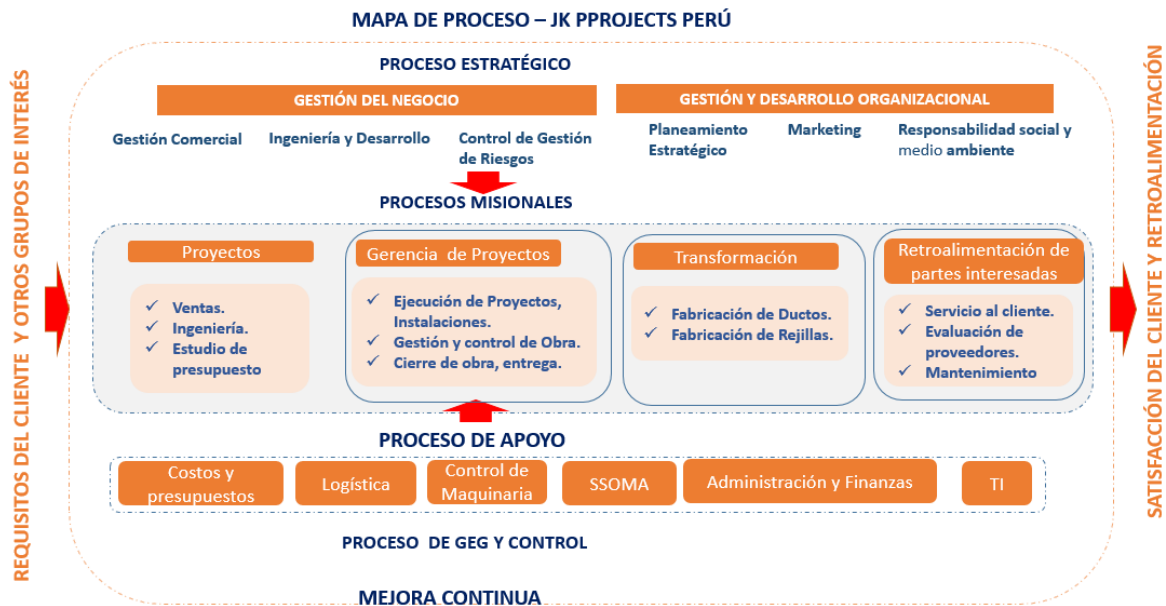 MAPA DE PROCESO – JK PPROJECTS PERÚ
REQUISITOS DEL CLIENTE Y OTROS GRUPOS DE INTERÉS
PROCESO ESTRATÉGICO
GESTIÓN DEL NEGOCIO
Gestión Comercial
Ingeniería y Desarrollo
Control de Gestión
de Riesgos
GESTIÓN Y DESARROLLO ORGANIZACIONAL
Planeamiento
Estratégico
Marketing
Responsabilidad social y
medio ambiente
PROCESOS MISIONALES
Proyectos
✓ Ventas.
✓ Ingeniería.
✓ Estudio de
presupuesto
Gerencia de Proyectos
✓ Ejecución de Proyectos,
Instalaciones.
✓ Gestión y control de Obra.
✓ Cierre de obra, entrega.
Transformación
✓ Fabricación de Ductos.
✓ Fabricación de Rejillas.
Retroalimentación de
partes interesadas
✓ Servicio al cliente.
✓ Evaluación de
proveedores.
✓ Mantenimiento
PROCESO DE APOYO
Costos y
presupuestos
Logística
Control de
Maquinaria
SSOMA
Administración y Finanzas
TI
PROCESO DE GEG Y CONTROL
MEJORA CONTINUA
SATISFACCIÓN DEL CLIENTE Y RETROALIMENTACIÓN